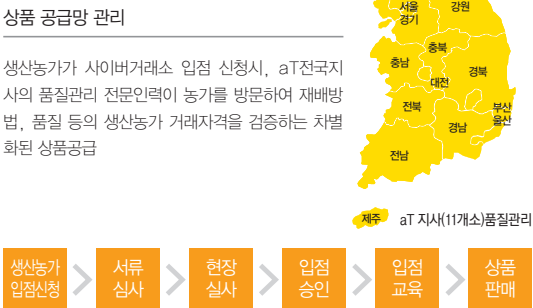 상품 공급망 관리
생산농가가 사이버거래소 입점 신청시, aT전국지
사의 품질관리 전문인력이 농가를 방문하여 재배방
법, 품질 등의 생산농가 거래자격을 검증하는 차별
화된 상품공급
서울
경기
강원
충북
충남
대전
경북
전북
부산
울산
경남
전남
제주
aT 지사(11개소)품질관리
생산농가
입점신청
서류
심사
현장
실사
입점
승인
입점
교육
상품
판매